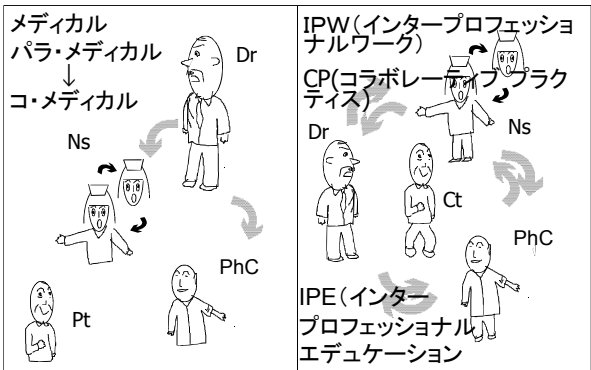 メディカル
パラ・メディカル
↓
コ・メディカル
Dr
Ns
PhC
Pt
IPW(インタープロフェッショ
ナルワーク)
CP(コラボレーティブ プラク
ティス)
Ns
Dr
Ct
PhC
IPE(インター
プロフェッショナル
エデュケーション